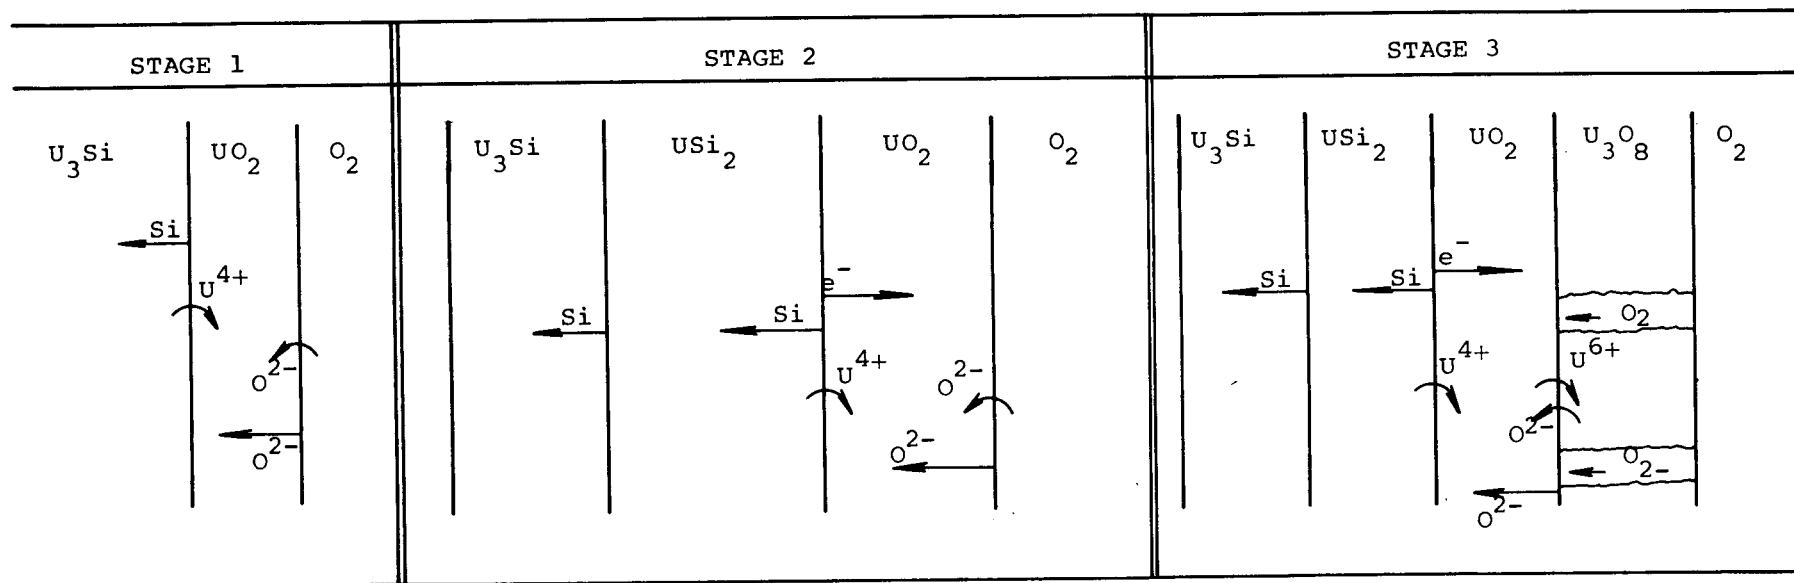 STAGE 1
STAGE 2
STAGE 3
U3Si UO2 O2
Si
U4+
O2-
O2-
U3Si USi2 UO2 O2
e-
Si
Si
U4+
O2-
O2-
U3Si USi2 UO2 U3O8 O2
e-
Si
Si
O2
U4+
U6+
O2-
O2-
O2-